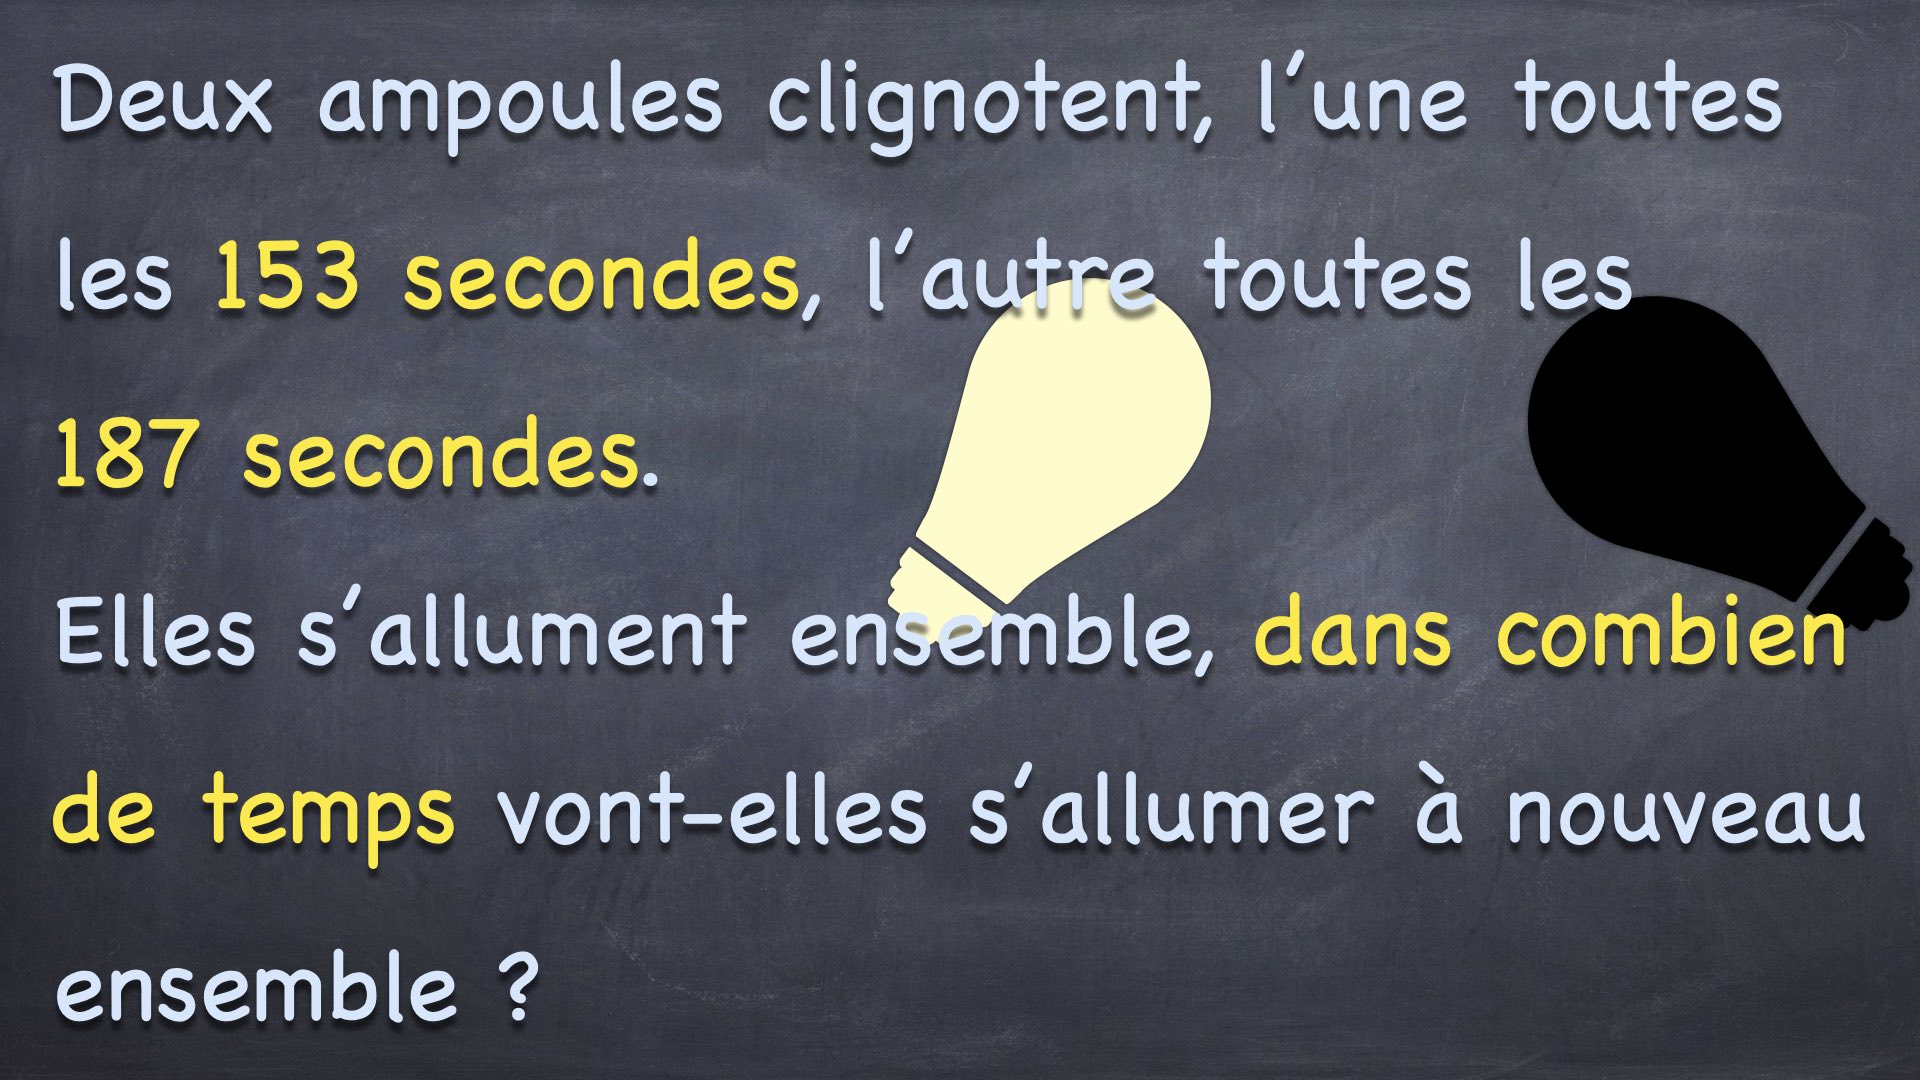 Deux ampoules clignotent, l'une toutes
les 153 secondes, l'autre toutes les
187 secondes.
Elles s'allument ensemble, dans combien
de temps vont-elles s'allumer à nouveau
ensemble ?